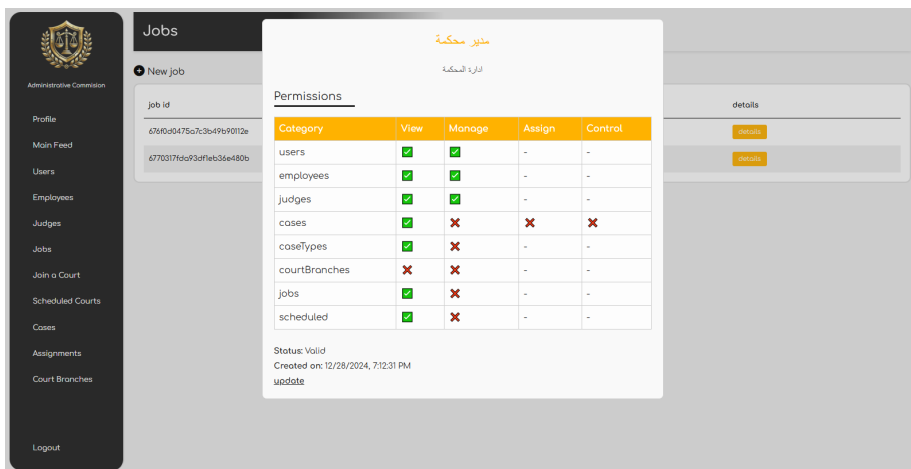 Administrative Commision
Profile
Main Feed
Users
Employees
Judges
Jobs
Join a Court
Scheduled Courts
Cases
Assignments
Court Branches
Logout
Jobs
New job
job id
details
676f0d0475a7c3b49b90112e
details
6770317fda93df1eb36e480b
details
مدير محكمة
ادارة المحكمة
Permissions
Category View Manage Assign Control
users - -
employees - -
judges - -
cases
caseTypes - -
courtBranches - -
jobs - -
scheduled - -
Status: Valid
Created on: 12/28/2024, 7:12:31 PM
update